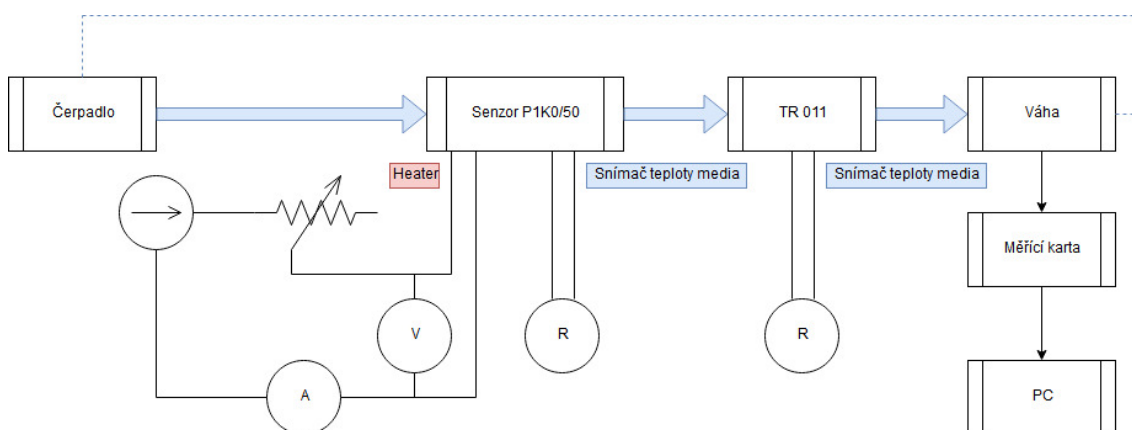 Čerpadlo
Senzor P1K0/50
TR 011
Váha
Heater
Snímač teploty media
Snímač teploty media
Měřící karta
V
R
R
A
PC